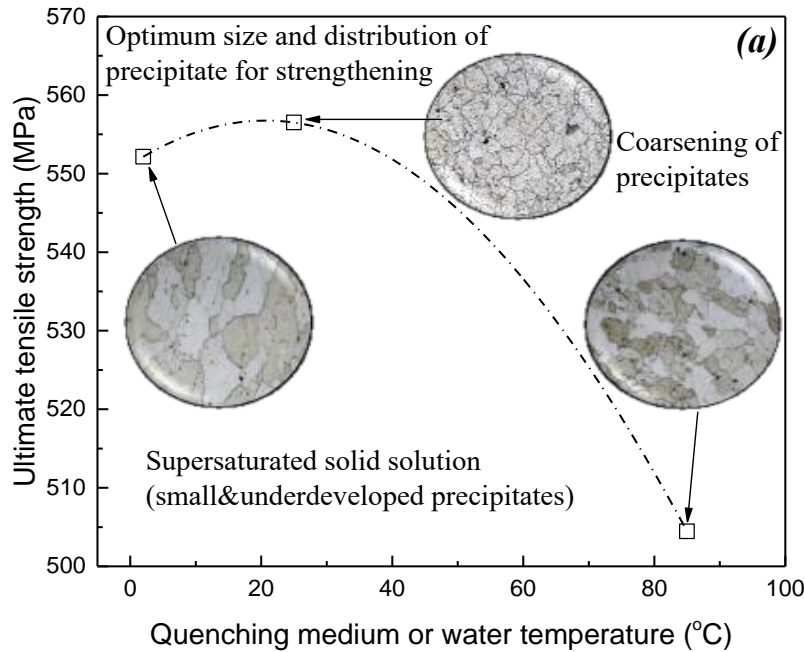 570
560
550
540
530
520
510
500
Ultimate tensile strength (MPa)
Optimum size and distribution of
precipitate for strengthening
(a)
Coarsening of
precipitates
Supersaturated solid solution
(small&underdeveloped precipitates)
0 20 40 60 80 100
Quenching medium or water temperature (°C)